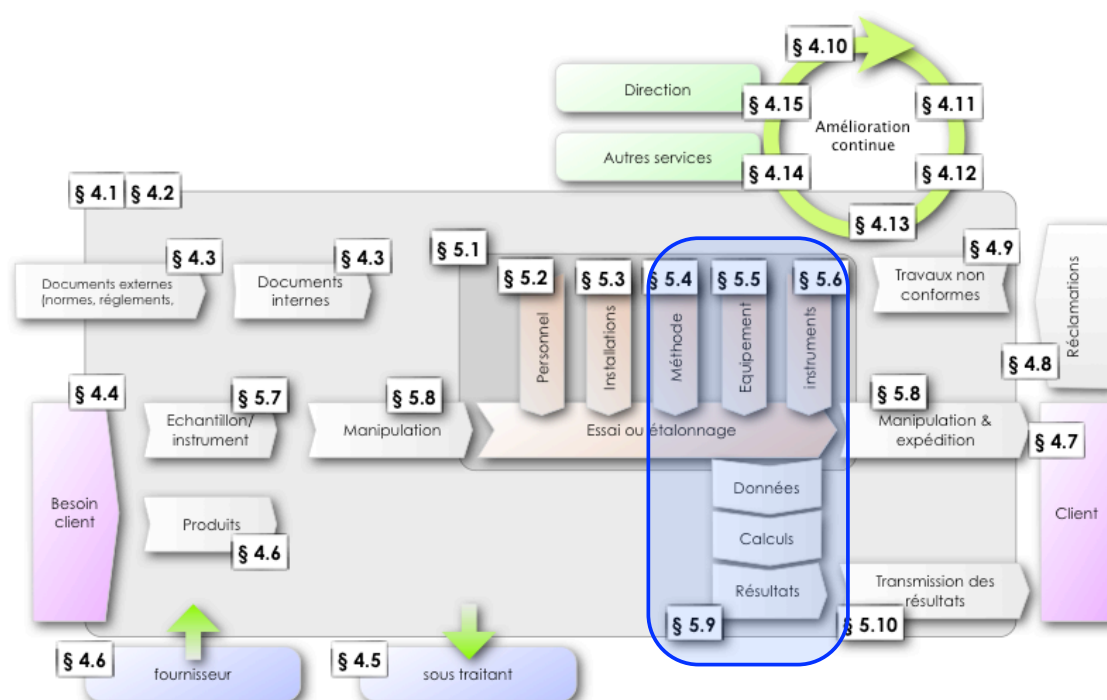 § 4.10
Direction
§ 4.15
§ 4.11
Amélioration
continue
Autres services
§ 4.14
§ 4.12
§ 4.1
§ 4.2
§ 4.13
§ 4.3
§ 4.3
§ 5.1
§ 4.9
Documents externes
(normes, réglements,
Documents
internes
§ 5.2
§ 5.3
§ 5.4
§ 5.5
§ 5.6
Travaux non
conformes
Personnel
Installations
Méthode
Equipement
instruments
Réclamations
§ 4.8
§ 4.4
§ 5.7
§ 5.8
§ 5.8
Echantillon/
instrument
Manipulation
Essai ou étalonnage
Manipulation &
expédition
§ 4.7
Besoin
client
Données
Client
Produits
§ 4.6
Calculs
Résultats
Transmission des
résultats
§ 5.9
§ 5.10
§ 4.6
fournisseur
§ 4.5
sous traitant